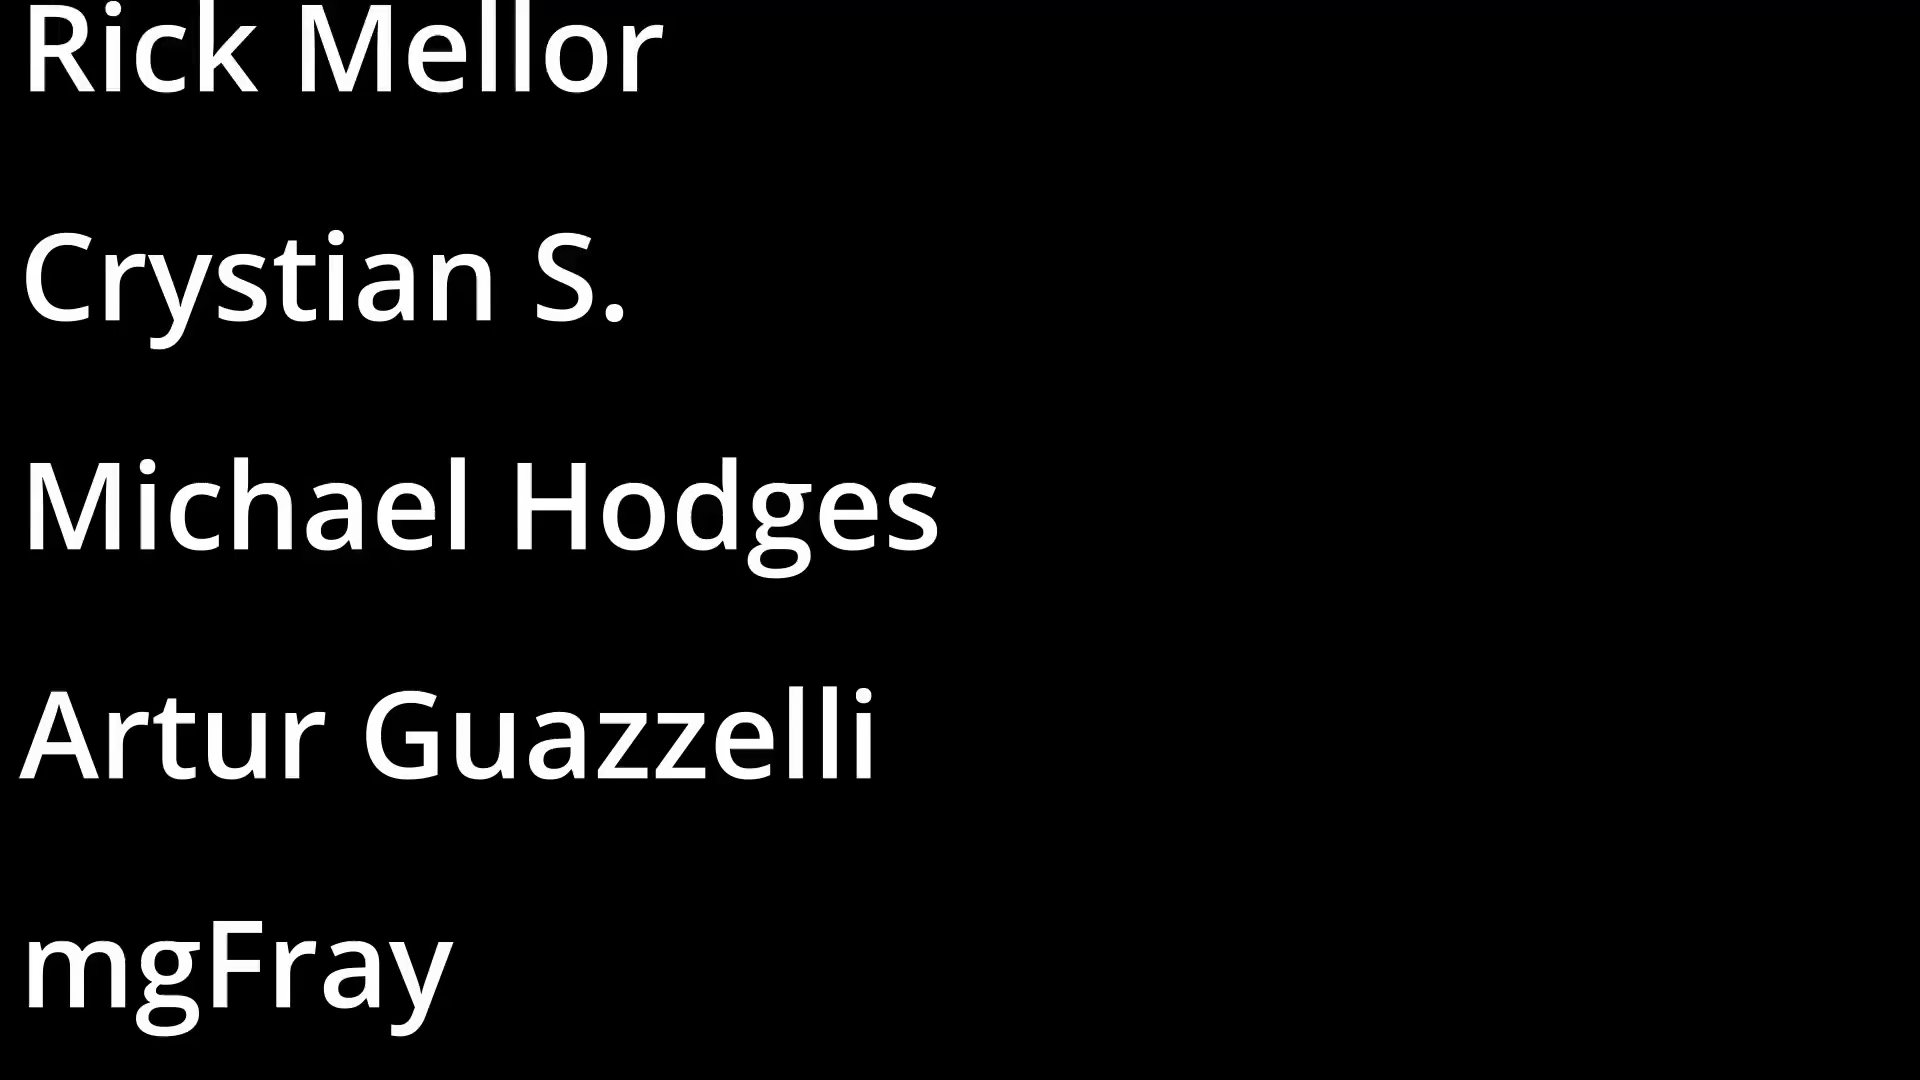 Rick Mellor
Crystian S.
Michael Hodges
Artur Guazzelli
mgFray